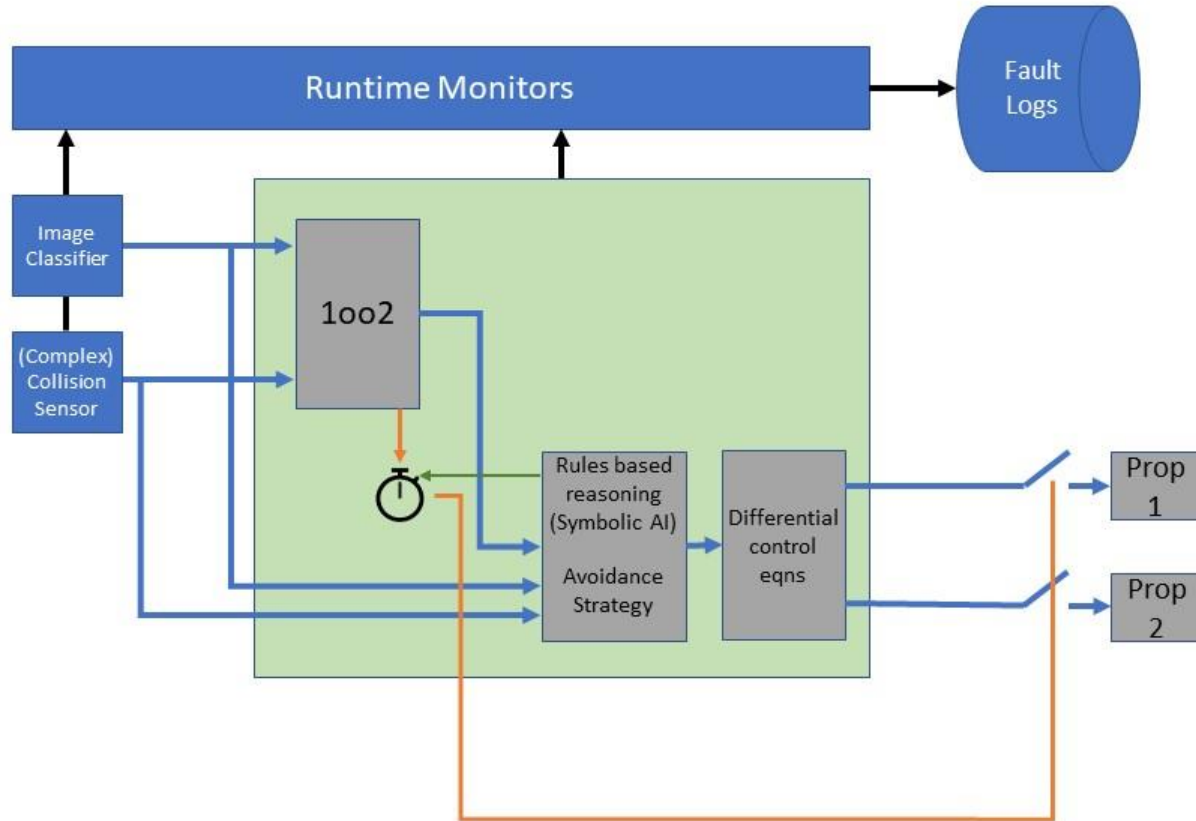 Runtime Monitors
Fault
Logs
Image
Classifier
1oo2
(Complex)
Collision
Sensor
Rules based
reasoning
(Symbolic AI)
Avoidance
Strategy
Differential
control
eqns
Prop
1
Prop
2